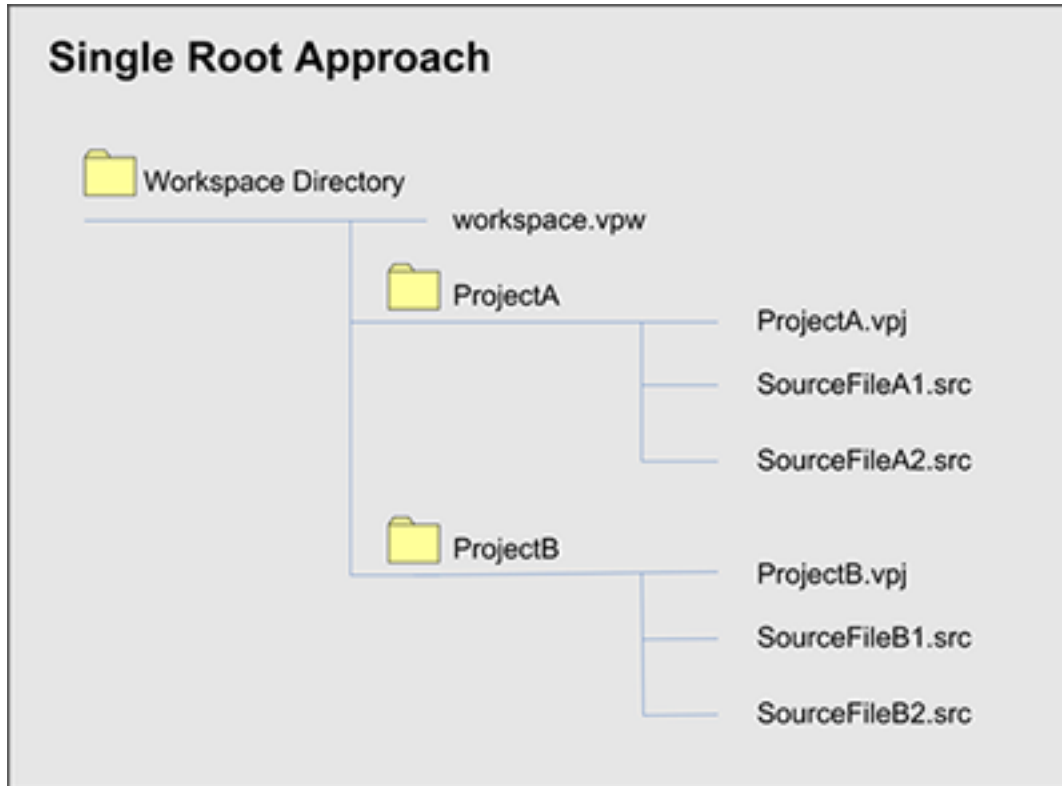 Single Root Approach
Workspace Directory
workspace.vpw
ProjectA
ProjectA.vpj
SourceFileA1.src
SourceFileA2.src
ProjectB
ProjectB.vpj
SourceFileB1.src
SourceFileB2.src